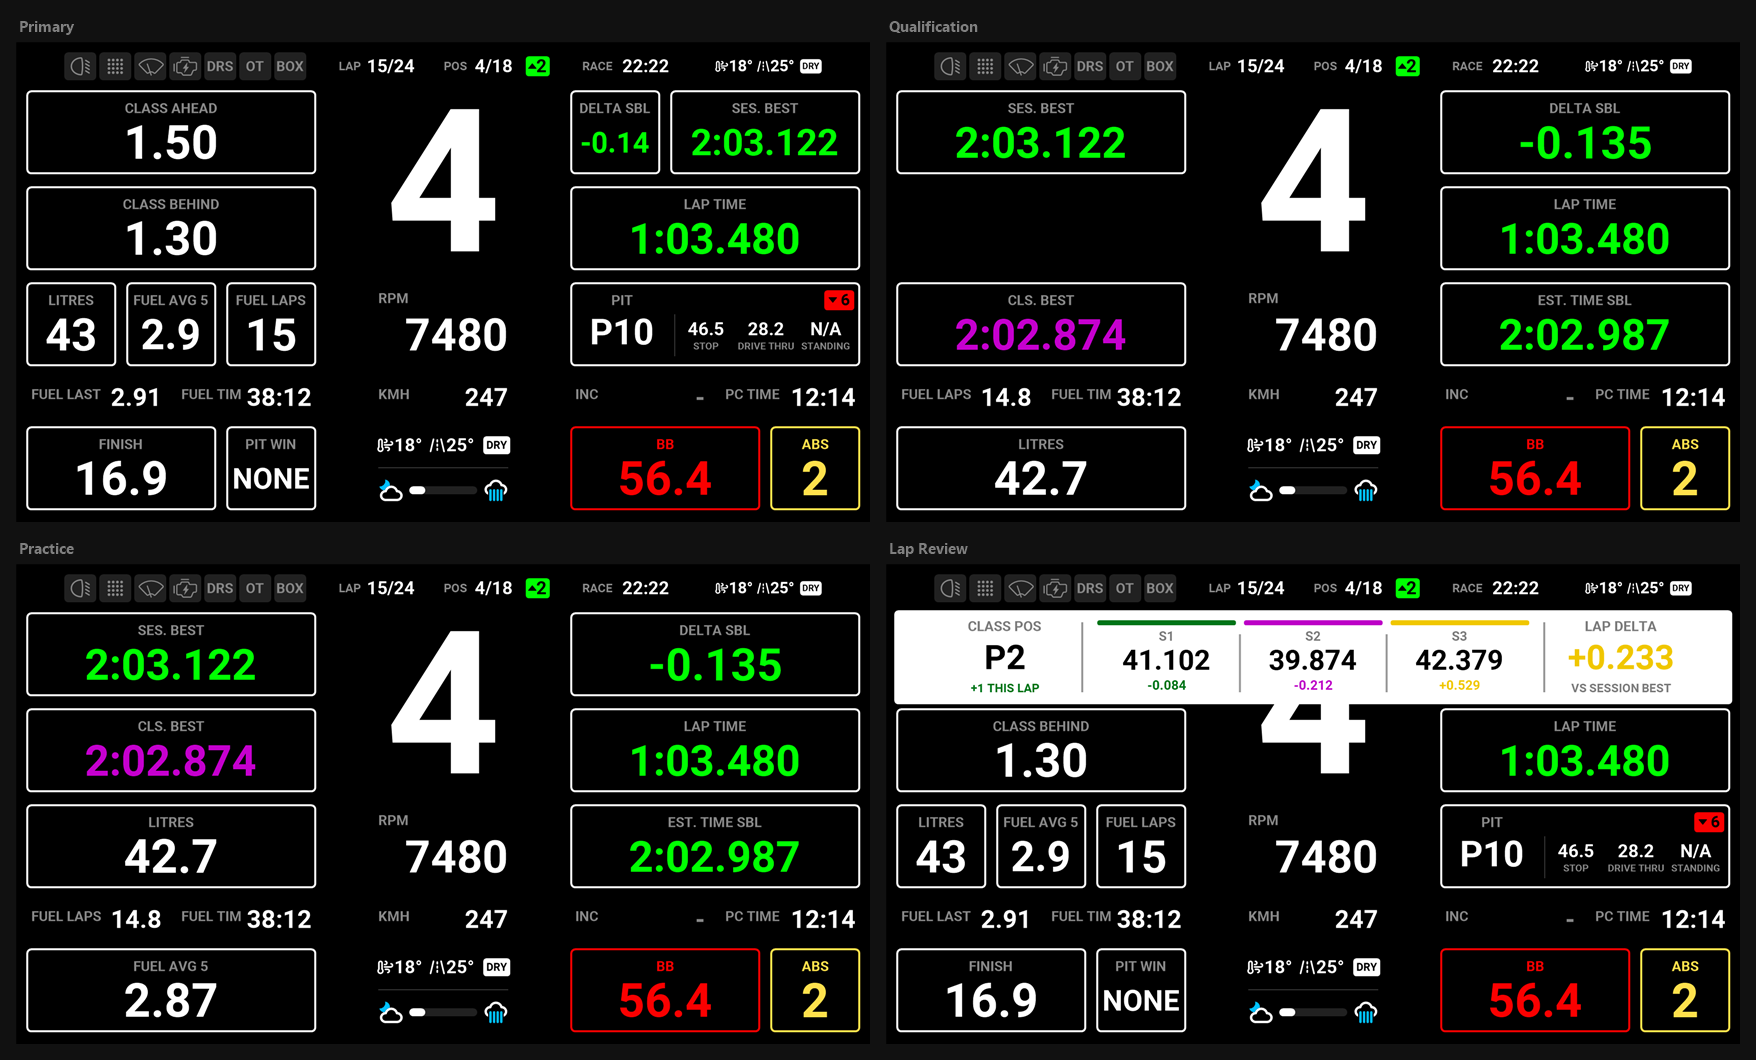 Primary
DRS OT BOX LAP 15/24 POS 4/18 2 RACE 22:22 18° 25° DRY
CLASS AHEAD
1.50
4
DELTA SBL
-0.14
SES. BEST
2:03.122
CLASS BEHIND
1.30
LAP TIME
1:03.480
LITRES
43
FUEL AVG 5
2.9
FUEL LAPS
15
RPM
7480
PIT
P10
6
46.5
STOP
28.2
DRIVE THRU
N/A
STANDING
FUEL LAST 2.91 FUEL TIM 38:12
KMH 247
INC - PC TIME 12:14
FINISH
16.9
PIT WIN
NONE
18° 25° DRY
BB
56.4
ABS
2
Qualification
DRS OT BOX LAP 15/24 POS 4/18 2 RACE 22:22 18° 25° DRY
SES. BEST
2:03.122
4
DELTA SBL
-0.135
LAP TIME
1:03.480
CLS. BEST
2:02.874
RPM
7480
EST. TIME SBL
2:02.987
FUEL LAPS 14.8 FUEL TIM 38:12
KMH 247
INC - PC TIME 12:14
LITRES
42.7
18° 25° DRY
BB
56.4
ABS
2
Practice
DRS OT BOX LAP 15/24 POS 4/18 2 RACE 22:22 18° 25° DRY
SES. BEST
2:03.122
4
DELTA SBL
-0.135
CLS. BEST
2:02.874
LAP TIME
1:03.480
LITRES
42.7
RPM
7480
EST. TIME SBL
2:02.987
FUEL LAPS 14.8 FUEL TIM 38:12
KMH 247
INC - PC TIME 12:14
FUEL AVG 5
2.87
18° 25° DRY
BB
56.4
ABS
2
Lap Review
DRS OT BOX LAP 15/24 POS 4/18 2 RACE 22:22 18° 25° DRY
CLASS POS
P2
+1 THIS LAP
S1
41.102
-0.084
S2
39.874
-0.212
S3
42.379
+0.529
LAP DELTA
+0.233
VS SESSION BEST
CLASS BEHIND
1.30
4
LAP TIME
1:03.480
LITRES
43
FUEL AVG 5
2.9
FUEL LAPS
15
RPM
7480
PIT
P10
6
46.5
STOP
28.2
DRIVE THRU
N/A
STANDING
FUEL LAST 2.91 FUEL TIM 38:12
KMH 247
INC - PC TIME 12:14
FINISH
16.9
PIT WIN
NONE
18° 25° DRY
BB
56.4
ABS
2